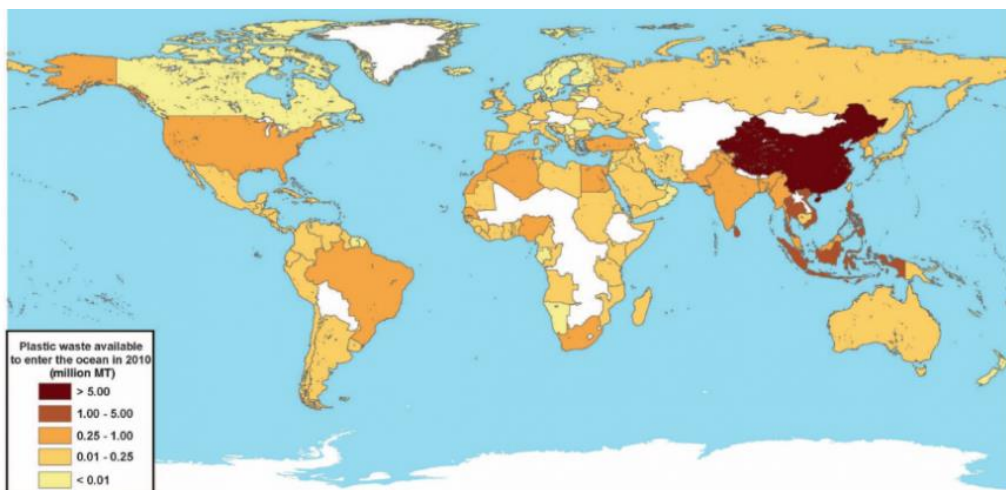 Plastic waste available
to enter the ocean in 2010
(million MT)
> 5.00
1.00 - 5.00
0.25 - 1.00
0.01 - 0.25
< 0.01